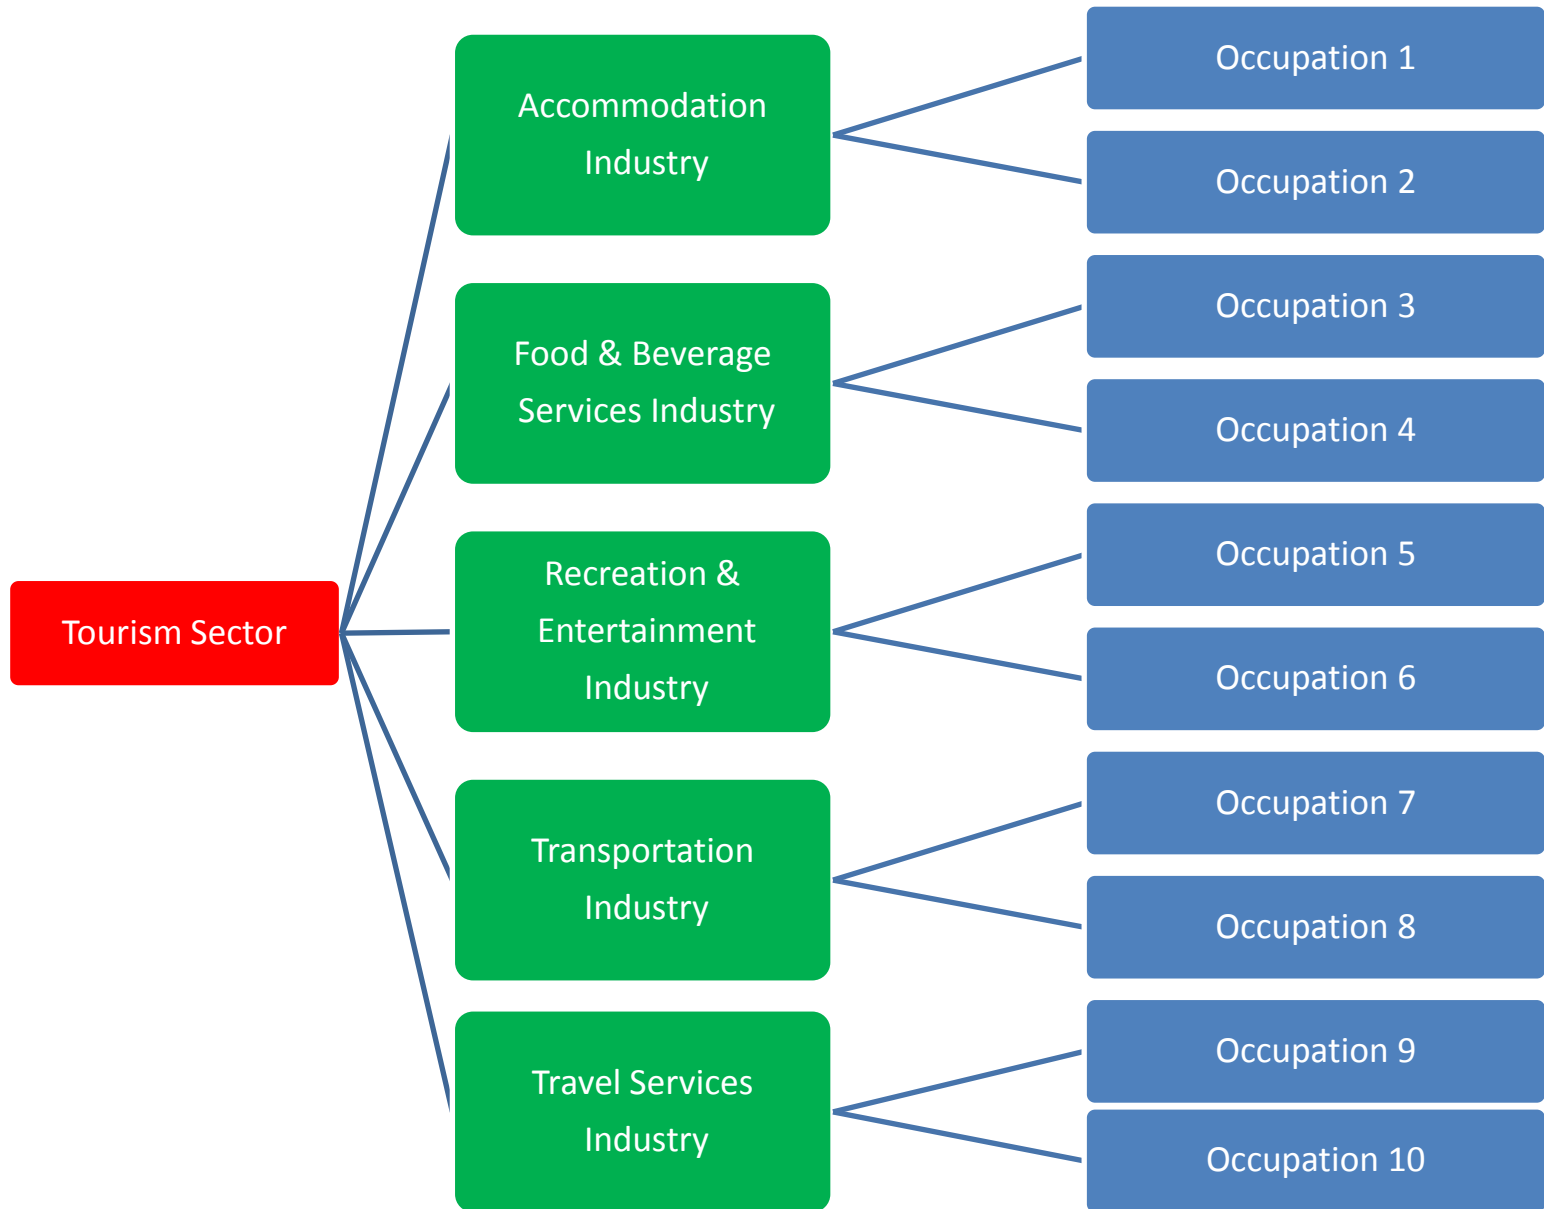 Tourism Sector
Accommodation
Industry
Occupation 1
Occupation 2
Food & Beverage
Services Industry
Occupation 3
Occupation 4
Recreation &
Entertainment
Industry
Occupation 5
Occupation 6
Transportation
Industry
Occupation 7
Occupation 8
Travel Services
Industry
Occupation 9
Occupation 10